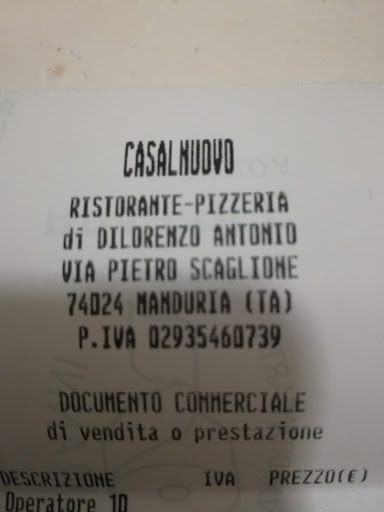 CASALNUOVO
RISTORANTE-PIZZERIA
di DILORENZO ANTONIO
VIA PIETRO SCAGLIONE
74024 MANDURIA (TA)
P.IVA 02935460739
DOCUMENTO COMMERCIALE
di vendita o prestazione
DESCRIZIONE IVA PREZZO(€)
Operatore 10